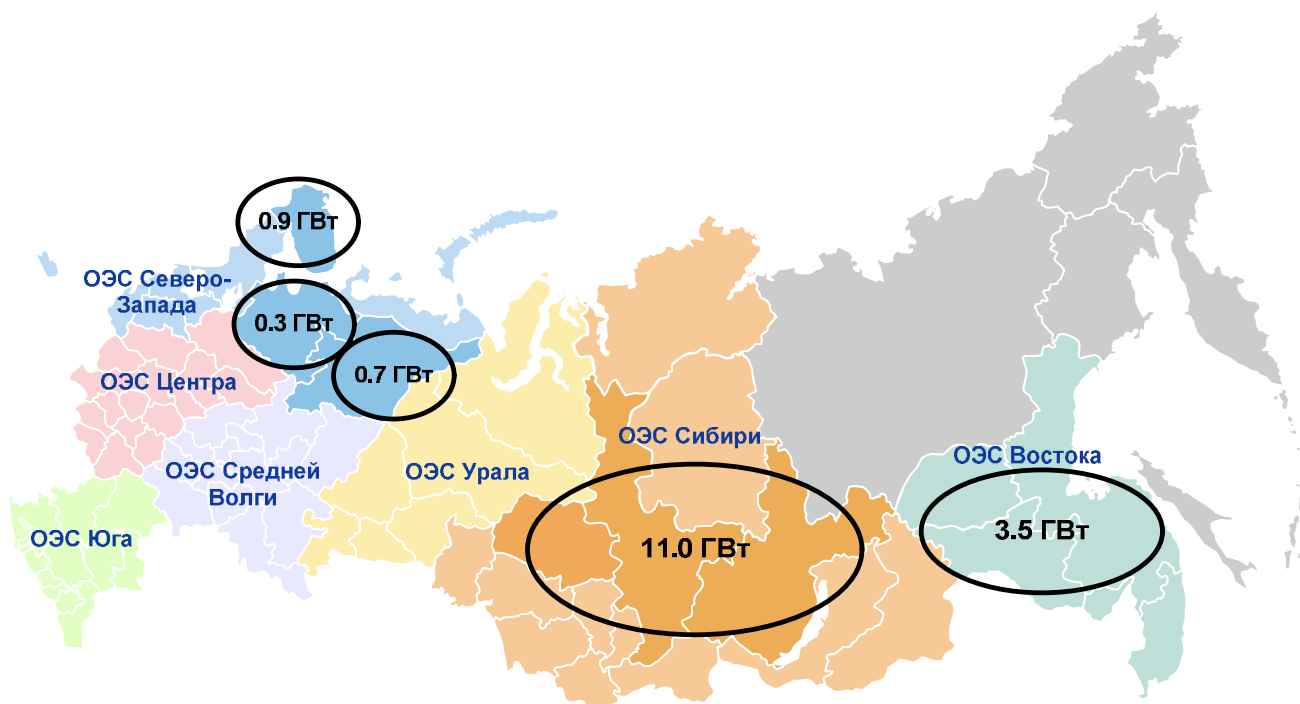 0.9 ГВт
ОЭС Северо-
Запада
0.3 ГВт
0.7 ГВт
ОЭС Центра
ОЭС Сибири
ОЭС Востока
ОЭС Средней
Волги
ОЭС Урала
3.5 ГВт
ОЭС Юга
11.0 ГВт